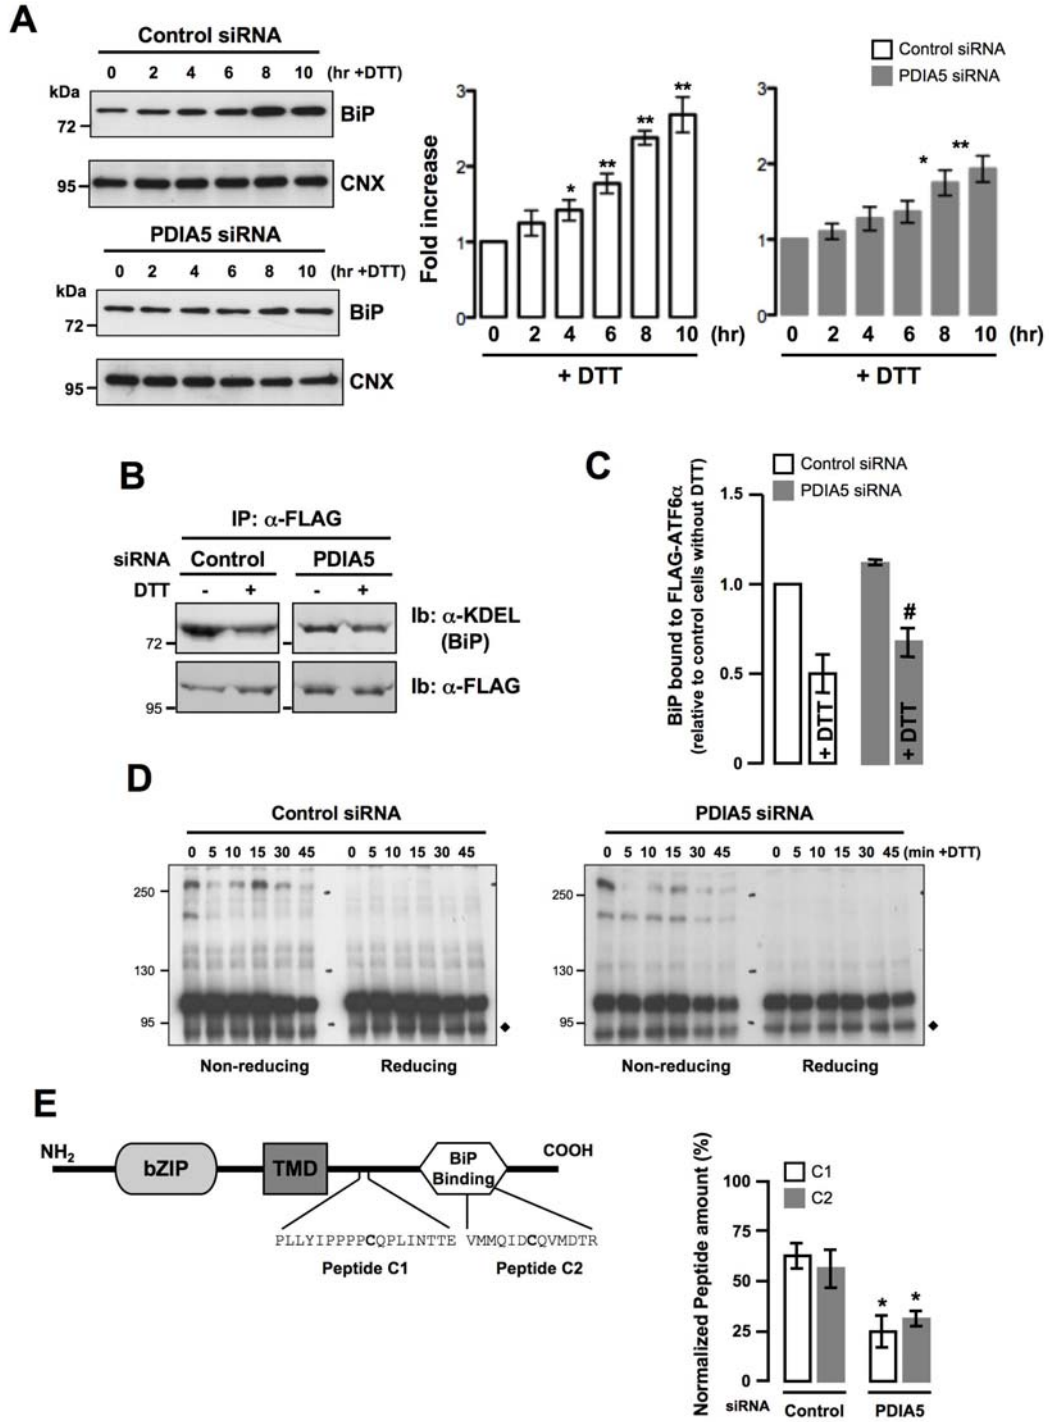 A
Control siRNA
0 2 4 6 8 10 (hr +DTT)
kDa
BiP
72
95
CNX
PDIA5 siRNA
0 2 4 6 8 10 (hr +DTT)
kDa
BiP
72
95
CNX
Control siRNA
PDIA5 siRNA
Fold increase
3
2
1
0
* ** ** **
0 2 4 6 8 10 (hr)
+ DTT
3
2
1
0
* **
0 2 4 6 8 10 (hr)
+ DTT
B
IP: α-FLAG
siRNA Control PDIA5
DTT - + - +
Ib: α-KDEL
(BiP)
72
Ib: α-FLAG
95
C
Control siRNA
PDIA5 siRNA
BiP bound to FLAG-ATF6α
(relative to control cells without DTT)
1.5
1.0
0.5
0
#
+ DTT
+ DTT
D
Control siRNA
0 5 10 15 30 45 0 5 10 15 30 45
250
130
95
◆
Non-reducing Reducing
PDIA5 siRNA
0 5 10 15 30 45 0 5 10 15 30 45 (min +DTT)
250
130
95
◆
Non-reducing Reducing
E
NH2
bZIP
TMD
BiP
Binding
COOH
PLLYIPPPPCQPLINTTE VMMQIDCQVMDTR
Peptide C1 Peptide C2
Normalized Peptide amount (%)
C1
C2
100
75
50
25
0
* *
siRNA Control PDIA5